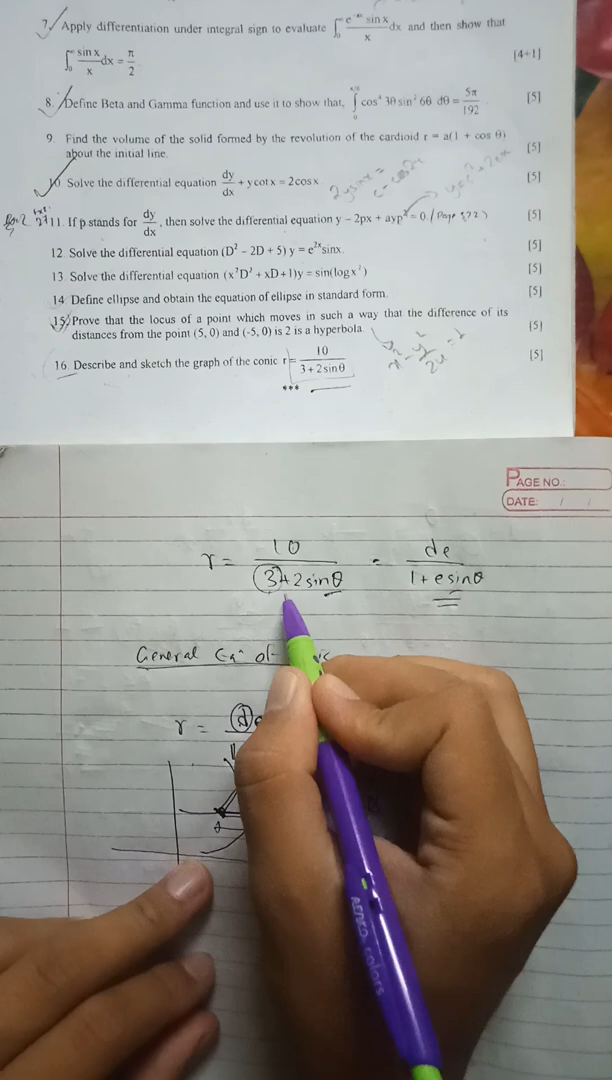 7. Apply differentiation under integral sign to evaluate ∫₀^∞ e^(-ax) sin x / x dx and then show that
∫₀^∞ sin x / x dx = π/2 [4+1]
8. Define Beta and Gamma function and use it to show that, ∫₀^(π/6) cos⁴ 3θ sin² 6θ dθ = 5π/192 [5]
9. Find the volume of the solid formed by the revolution of the cardioid r = a(1 + cos θ)
about the initial line. [5]
10. Solve the differential equation dy/dx + y cot x = 2cos x [5]
11. If p stands for dy/dx, then solve the differential equation y − 2px + ayp² = 0 [5]
12. Solve the differential equation (D² − 2D + 5) y = e^(2x) sinx. [5]
13. Solve the differential equation (x²D² + xD + 1)y = sin(log x²) [5]
14. Define ellipse and obtain the equation of ellipse in standard form. [5]
15. Prove that the locus of a point which moves in such a way that the difference of its
distances from the point (5, 0) and (-5, 0) is 2 is a hyperbola. [5]
16. Describe and sketch the graph of the conic r = 10 / (3 + 2 sin θ) [5]
***
PAGE NO.:
DATE: / /
r = 10 / (3 + 2 sin θ) = de / (1 + e sin θ)
General Eqⁿ of
r = d
A
colors